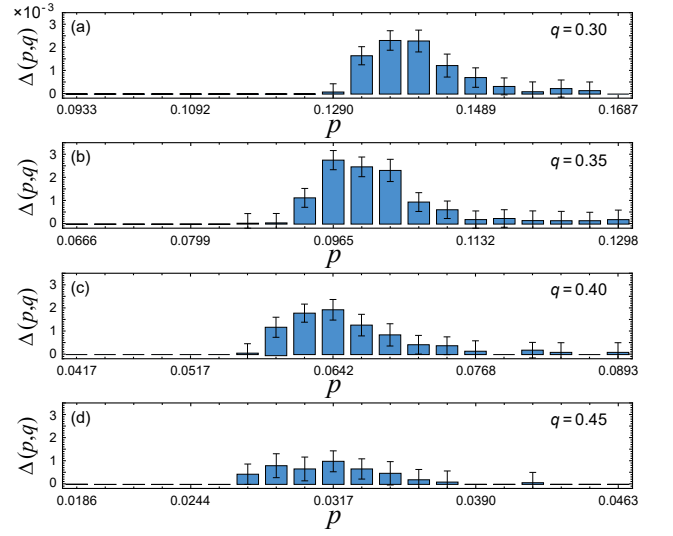 ×10⁻³
(a)
q = 0.30
3
2
1
0
Δ(p,q)
0.0933 0.1092 0.1290 0.1489 0.1687
p
(b)
q = 0.35
3
2
1
0
Δ(p,q)
0.0666 0.0799 0.0965 0.1132 0.1298
p
(c)
q = 0.40
3
2
1
0
Δ(p,q)
0.0417 0.0517 0.0642 0.0768 0.0893
p
(d)
q = 0.45
3
2
1
0
Δ(p,q)
0.0186 0.0244 0.0317 0.0390 0.0463
p